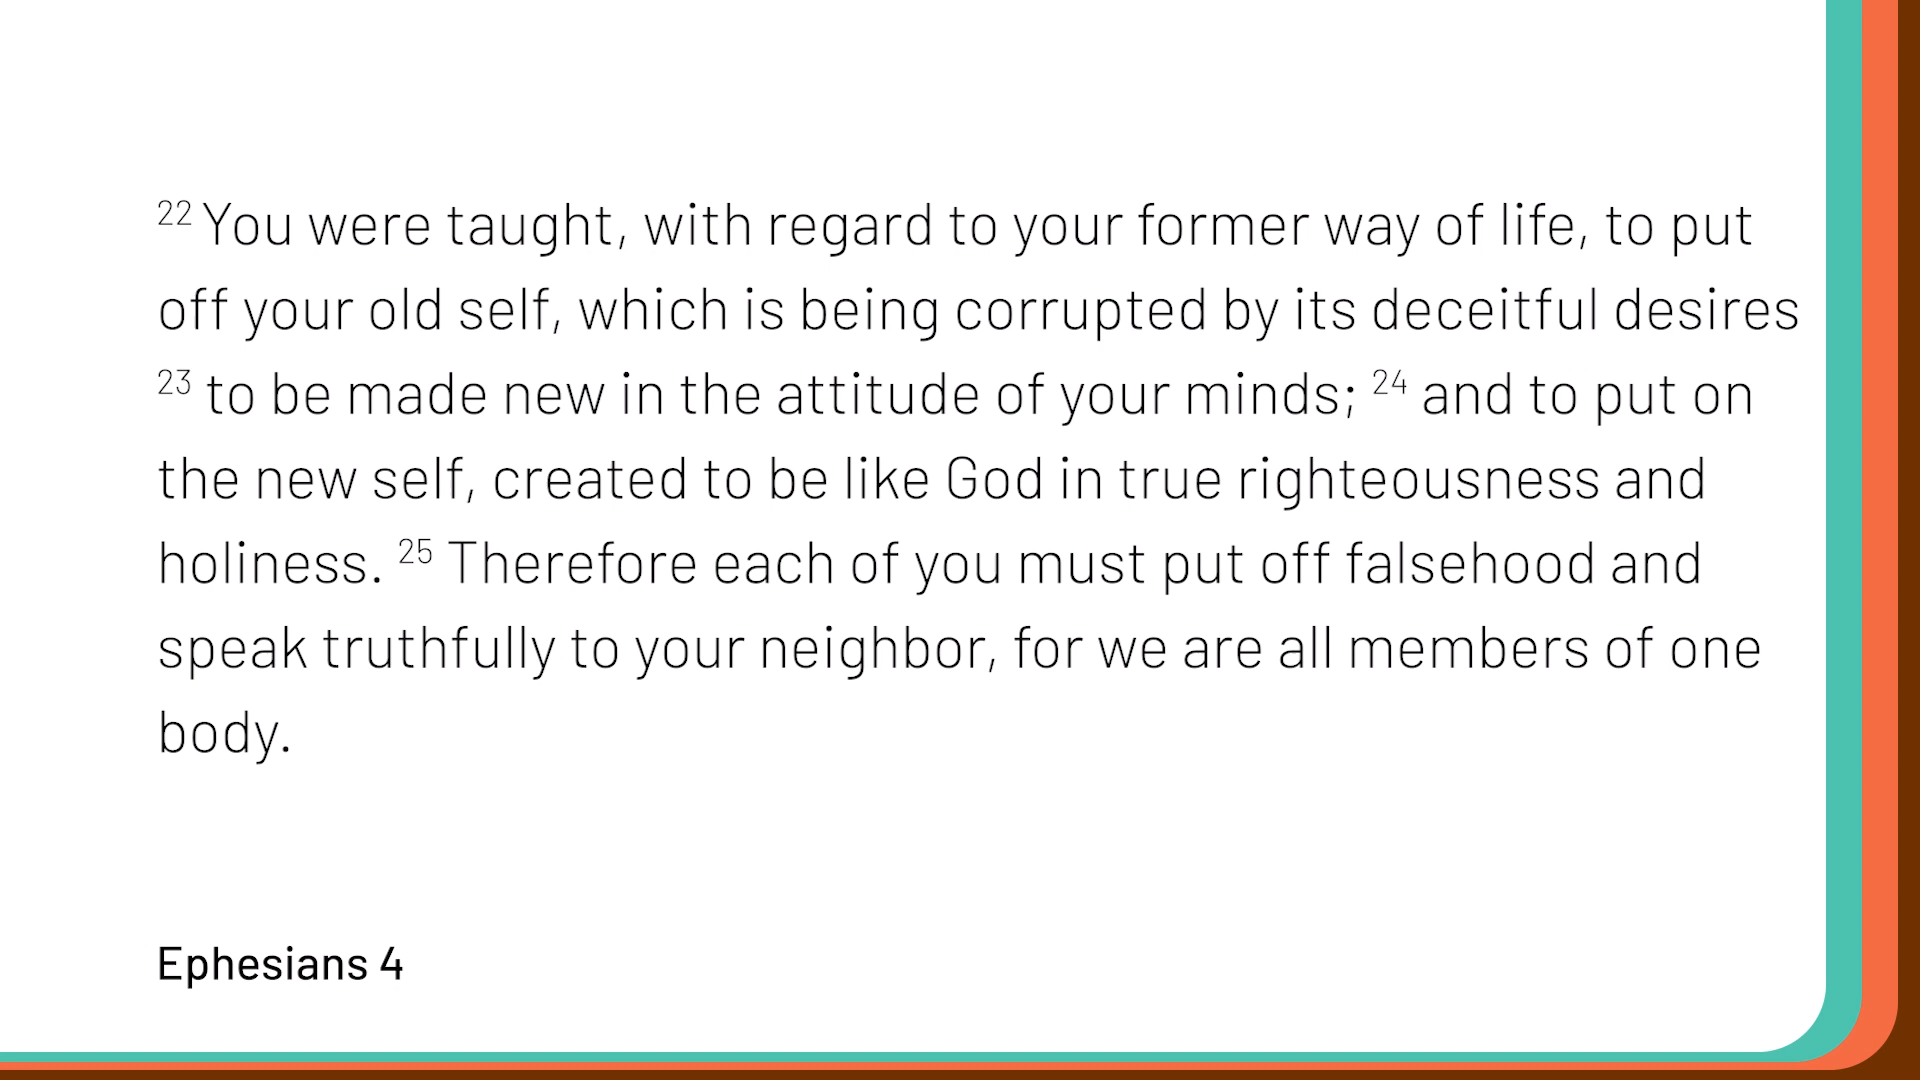 22 You were taught, with regard to your former way of life, to put
off your old self, which is being corrupted by its deceitful desires
23 to be made new in the attitude of your minds; 24 and to put on
the new self, created to be like God in true righteousness and
holiness. 25 Therefore each of you must put off falsehood and
speak truthfully to your neighbor, for we are all members of one
body.
Ephesians 4